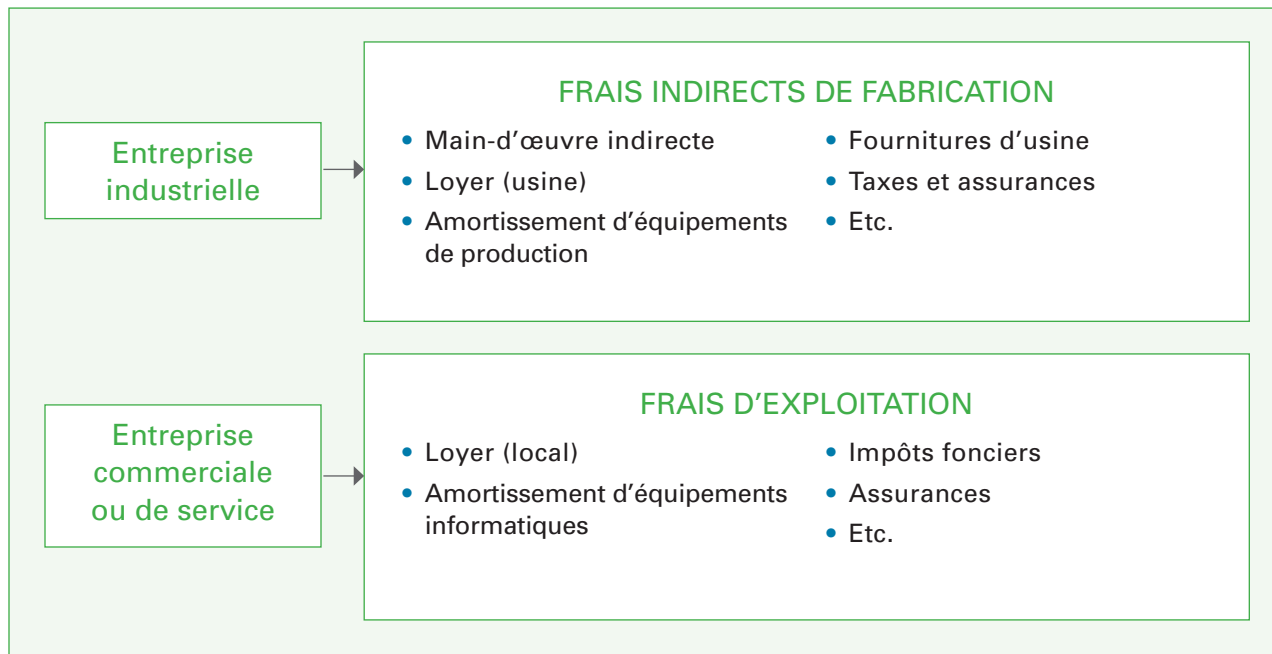 Entreprise
industrielle
FRAIS INDIRECTS DE FABRICATION
• Main-d’œuvre indirecte
• Loyer (usine)
• Amortissement d’équipements
de production
• Fournitures d’usine
• Taxes et assurances
• Etc.
Entreprise
commerciale
ou de service
FRAIS D’EXPLOITATION
• Loyer (local)
• Amortissement d’équipements
informatiques
• Impôts fonciers
• Assurances
• Etc.